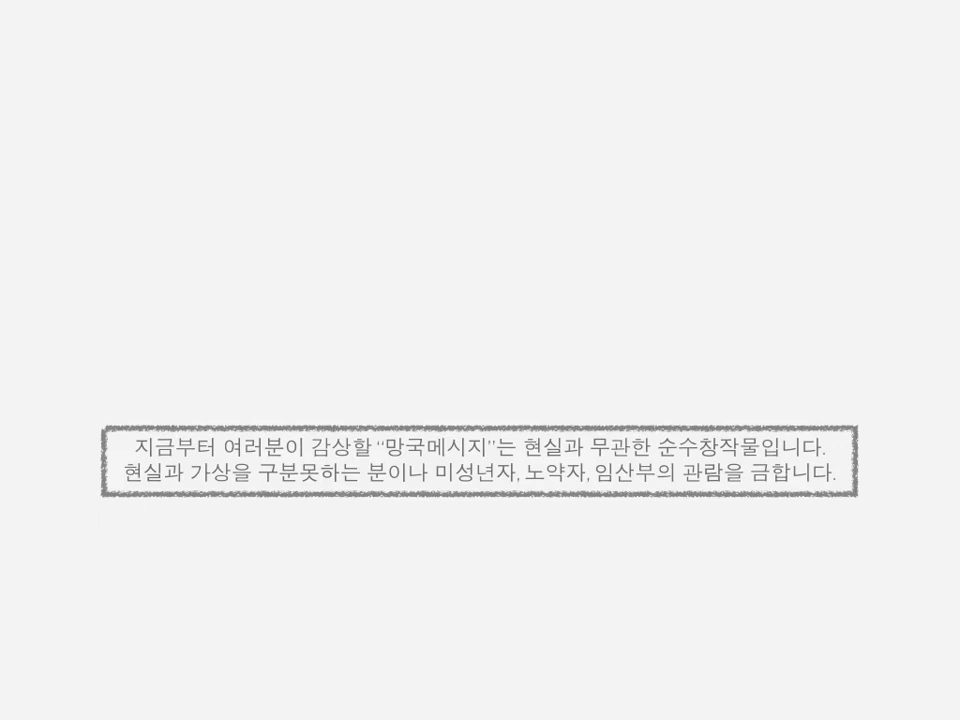 지금부터 여러분이 감상할 “망국메시지”는 현실과 무관한 순수창작물입니다.
현실과 가상을 구분못하는 분이나 미성년자, 노약자, 임산부의 관람을 금합니다.